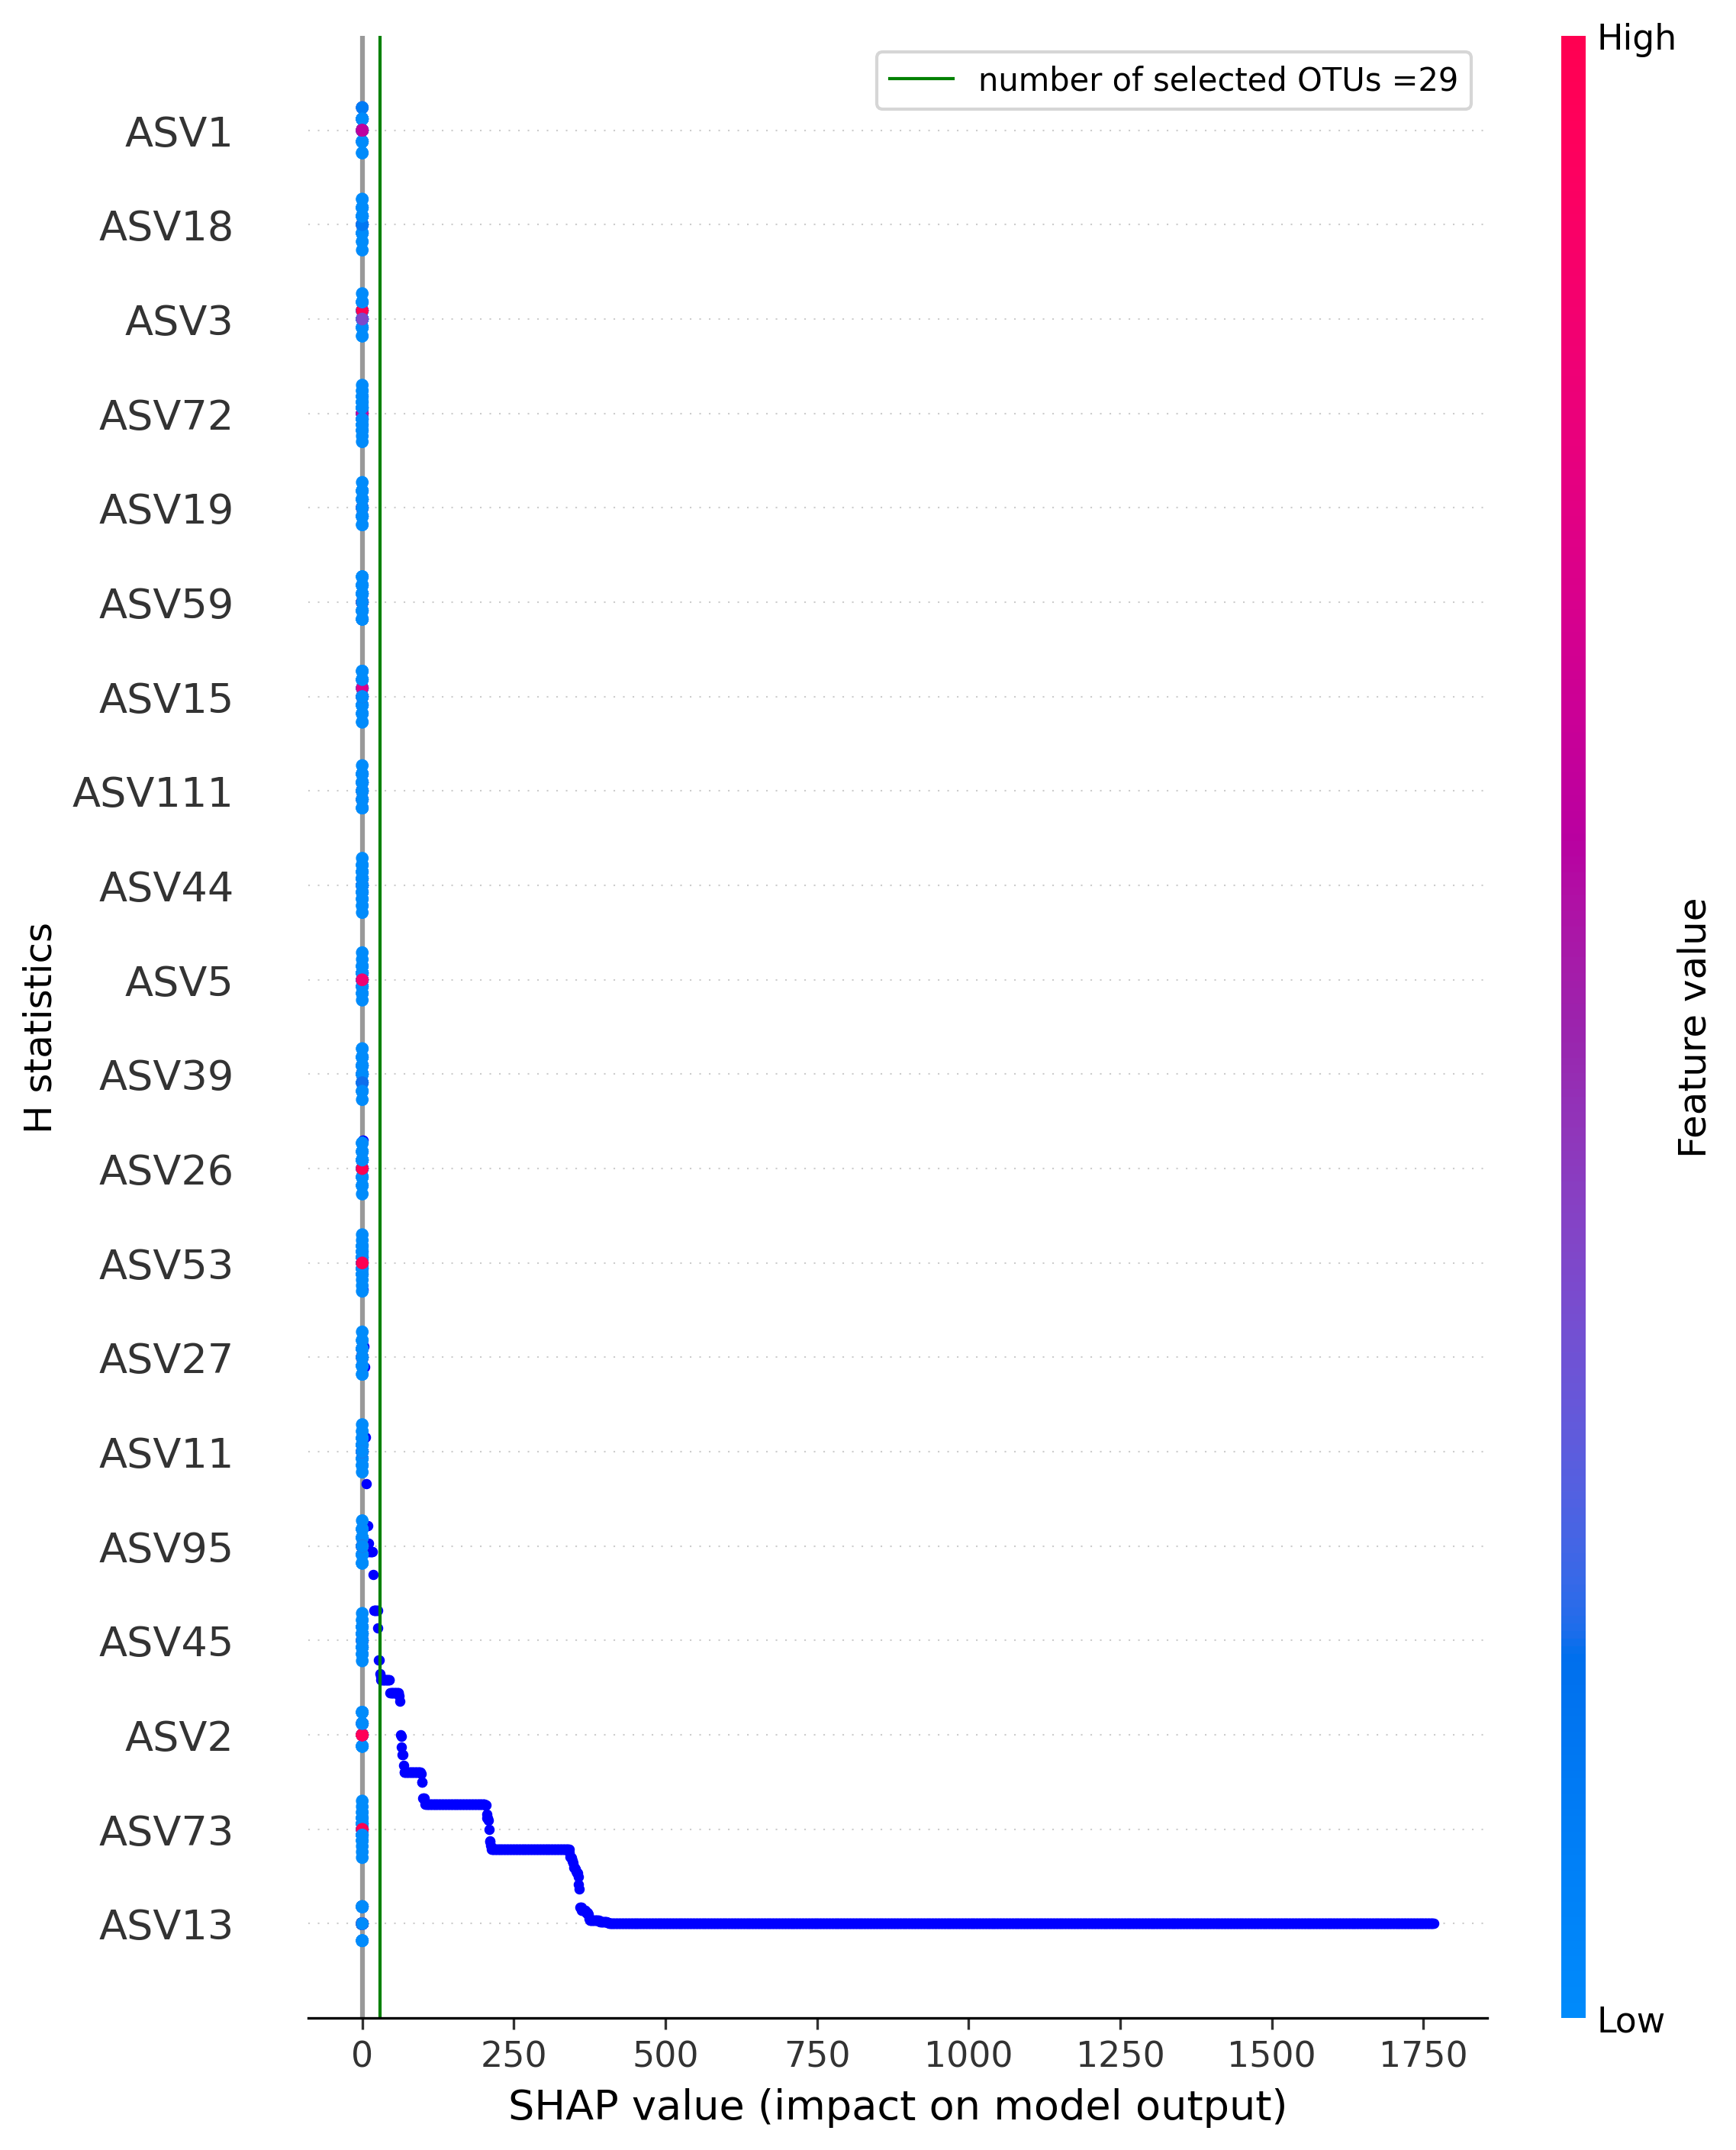 High
number of selected OTUs =29
ASV1
ASV18
ASV3
ASV72
ASV19
ASV59
ASV15
ASV111
ASV44
ASV5
ASV39
ASV26
ASV53
ASV27
ASV11
ASV95
ASV45
ASV2
ASV73
ASV13
H statistics
Feature value
Low
0 250 500 750 1000 1250 1500 1750
SHAP value (impact on model output)